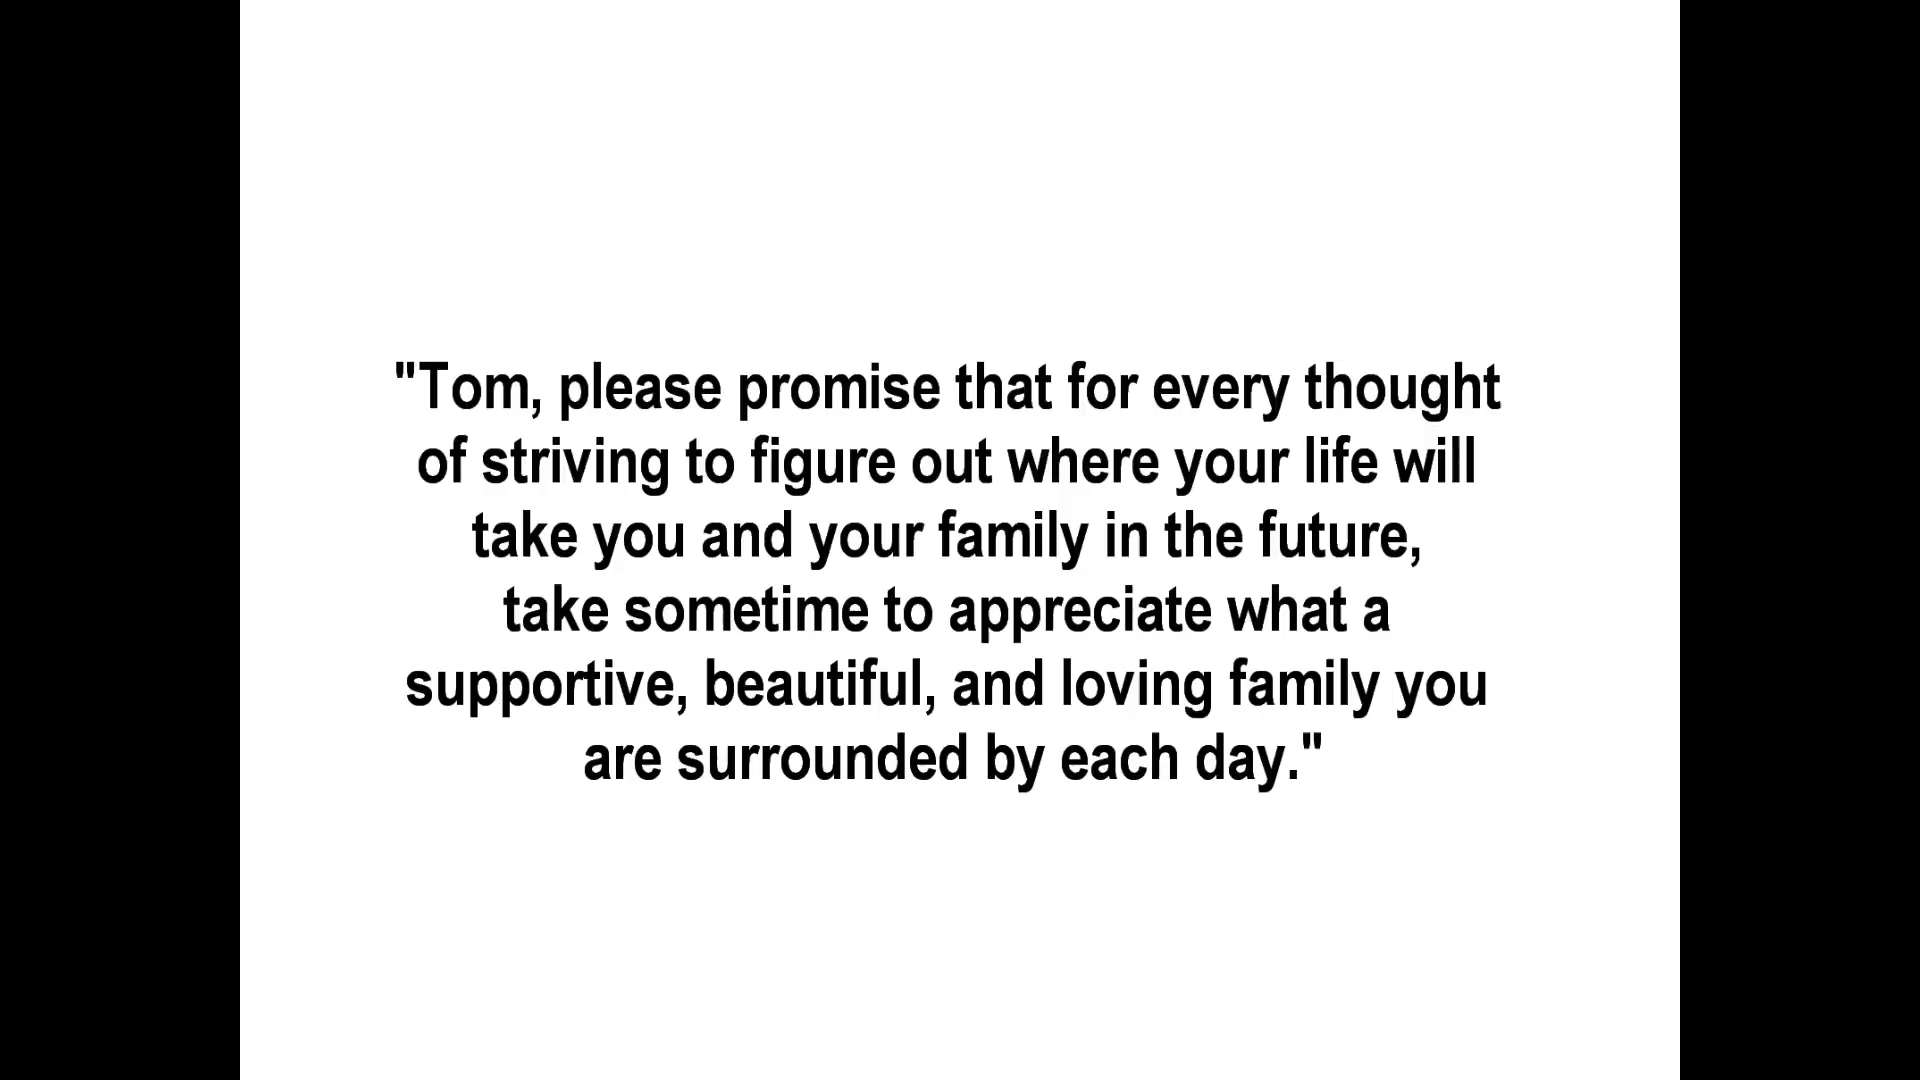 "Tom, please promise that for every thought
of striving to figure out where your life will
take you and your family in the future,
take sometime to appreciate what a
supportive, beautiful, and loving family you
are surrounded by each day."